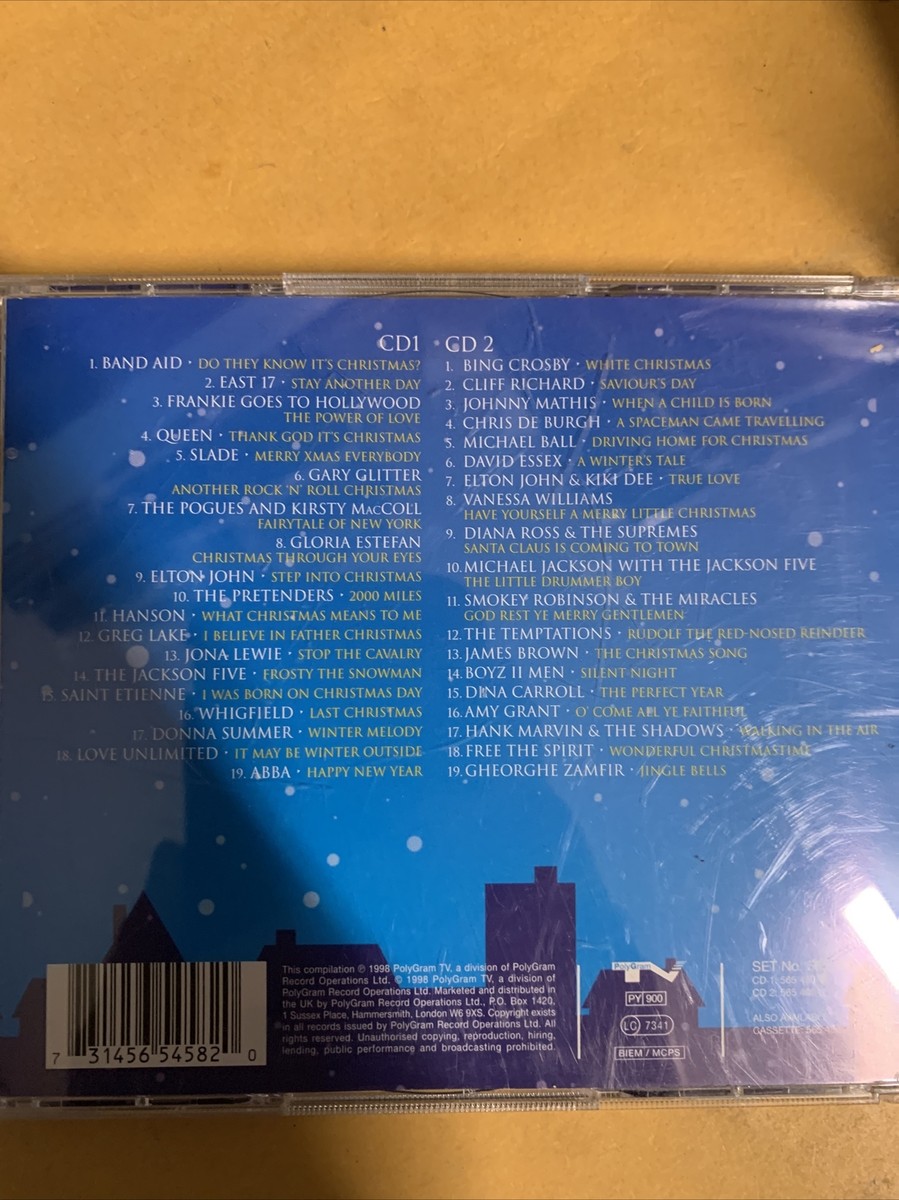 CD1
1. BAND AID · DO THEY KNOW IT'S CHRISTMAS?
2. EAST 17 · STAY ANOTHER DAY
3. FRANKIE GOES TO HOLLYWOOD
THE POWER OF LOVE
4. QUEEN · THANK GOD IT'S CHRISTMAS
5. SLADE · MERRY XMAS EVERYBODY
6. GARY GLITTER
ANOTHER ROCK 'N' ROLL CHRISTMAS
7. THE POGUES AND KIRSTY MACCOLL
FAIRYTALE OF NEW YORK
8. GLORIA ESTEFAN
CHRISTMAS THROUGH YOUR EYES
9. ELTON JOHN · STEP INTO CHRISTMAS
10. THE PRETENDERS · 2000 MILES
11. HANSON · WHAT CHRISTMAS MEANS TO ME
12. GREG LAKE · I BELIEVE IN FATHER CHRISTMAS
13. JONA LEWIE · STOP THE CAVALRY
14. THE JACKSON FIVE · FROSTY THE SNOWMAN
15. SAINT ETIENNE · I WAS BORN ON CHRISTMAS DAY
16. WHIGFIELD · LAST CHRISTMAS
17. DONNA SUMMER · WINTER MELODY
18. LOVE UNLIMITED · IT MAY BE WINTER OUTSIDE
19. ABBA · HAPPY NEW YEAR
CD 2
1. BING CROSBY · WHITE CHRISTMAS
2. CLIFF RICHARD · SAVIOUR'S DAY
3. JOHNNY MATHIS · WHEN A CHILD IS BORN
4. CHRIS DE BURGH · A SPACEMAN CAME TRAVELLING
5. MICHAEL BALL · DRIVING HOME FOR CHRISTMAS
6. DAVID ESSEX · A WINTER'S TALE
7. ELTON JOHN & KIKI DEE · TRUE LOVE
8. VANESSA WILLIAMS
HAVE YOURSELF A MERRY LITTLE CHRISTMAS
9. DIANA ROSS & THE SUPREMES
SANTA CLAUS IS COMING TO TOWN
10. MICHAEL JACKSON WITH THE JACKSON FIVE
THE LITTLE DRUMMER BOY
11. SMOKEY ROBINSON & THE MIRACLES
GOD REST YE MERRY GENTLEMEN
12. THE TEMPTATIONS · RUDOLF THE RED-NOSED REINDEER
13. JAMES BROWN · THE CHRISTMAS SONG
14. BOYZ II MEN · SILENT NIGHT
15. DINA CARROLL · THE PERFECT YEAR
16. AMY GRANT · O' COME ALL YE FAITHFUL
17. HANK MARVIN & THE SHADOWS · WALKING IN THE AIR
18. FREE THE SPIRIT · WONDERFUL CHRISTMASTIME
19. GHEORGHE ZAMFIR · JINGLE BELLS
7 31456 54582 0
This compilation ℗ 1998 PolyGram TV, a division of PolyGram
Record Operations Ltd. © 1998 PolyGram TV, a division of
PolyGram Record Operations Ltd. Marketed and distributed in
the UK by PolyGram Record Operations Ltd., P.O. Box 1420,
1 Sussex Place, Hammersmith, London W6 9XS. Copyright exists
in all records issued by PolyGram Record Operations Ltd. All
rights reserved. Unauthorised copying, reproduction, hiring,
lending, public performance and broadcasting prohibited.
PolyGram TV
PY 900
LC 7341
BIEM / MCPS
SET No.
CD 1: 565
CD 2: 565
ALSO
CASSETTE